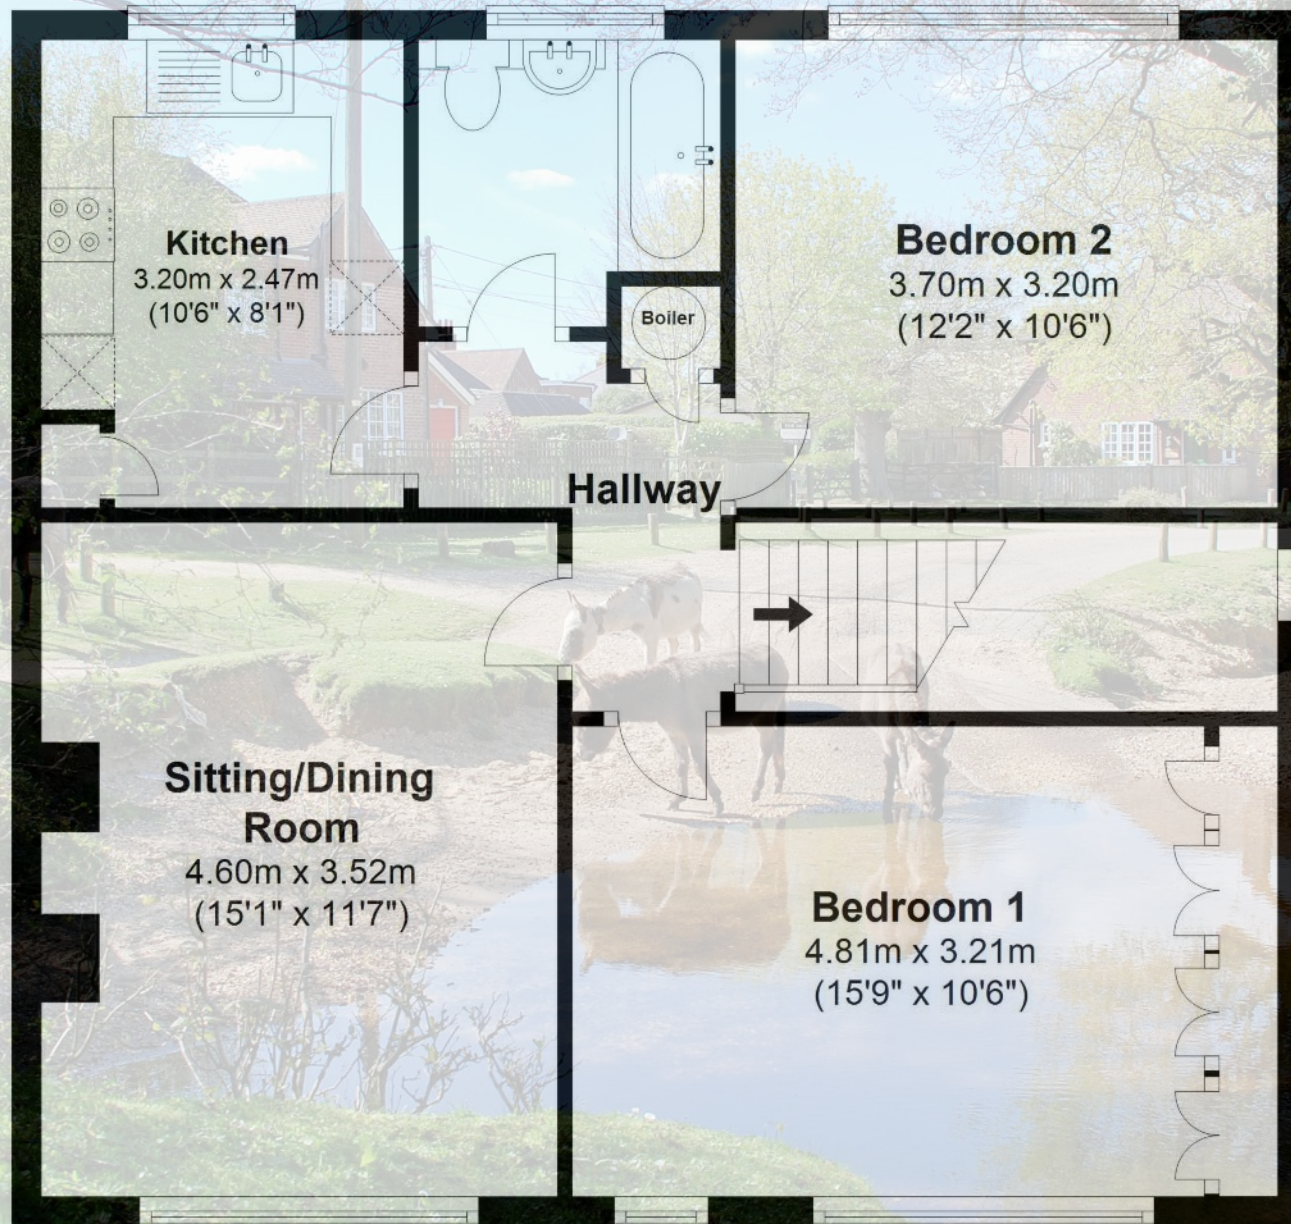 Kitchen
3.20m x 2.47m
(10'6" x 8'1")
Boiler
Bedroom 2
3.70m x 3.20m
(12'2" x 10'6")
Hallway
Sitting/Dining
Room
4.60m x 3.52m
(15'1" x 11'7")
Bedroom 1
4.81m x 3.21m
(15'9" x 10'6")